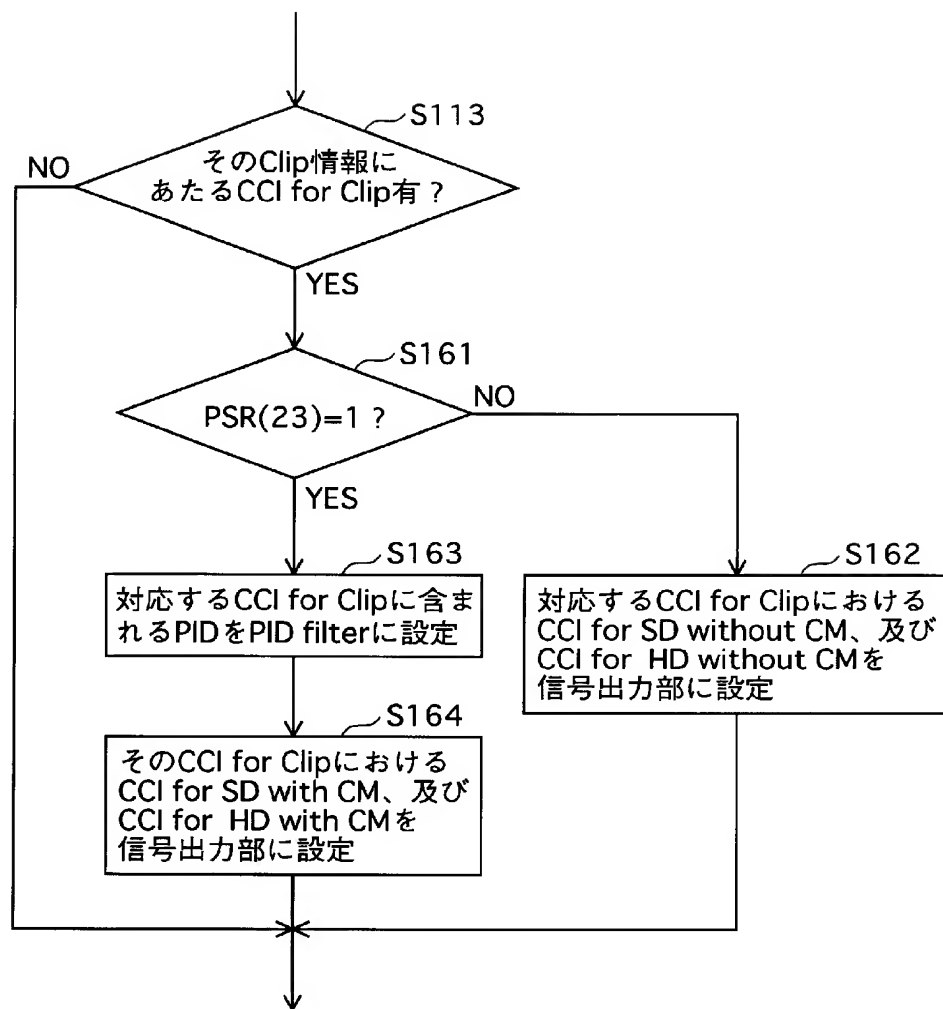 S113
NO
そのClip情報に
あたるCCI for Clip有？
YES
S161
NO
PSR(23)=1？
YES
S163
対応するCCI for Clipに含ま
れるPIDをPID filterに設定
S162
対応するCCI for Clipにおける
CCI for SD without CM、及び
CCI for HD without CMを
信号出力部に設定
S164
そのCCI for Clipにおける
CCI for SD with CM、及び
CCI for HD with CMを
信号出力部に設定